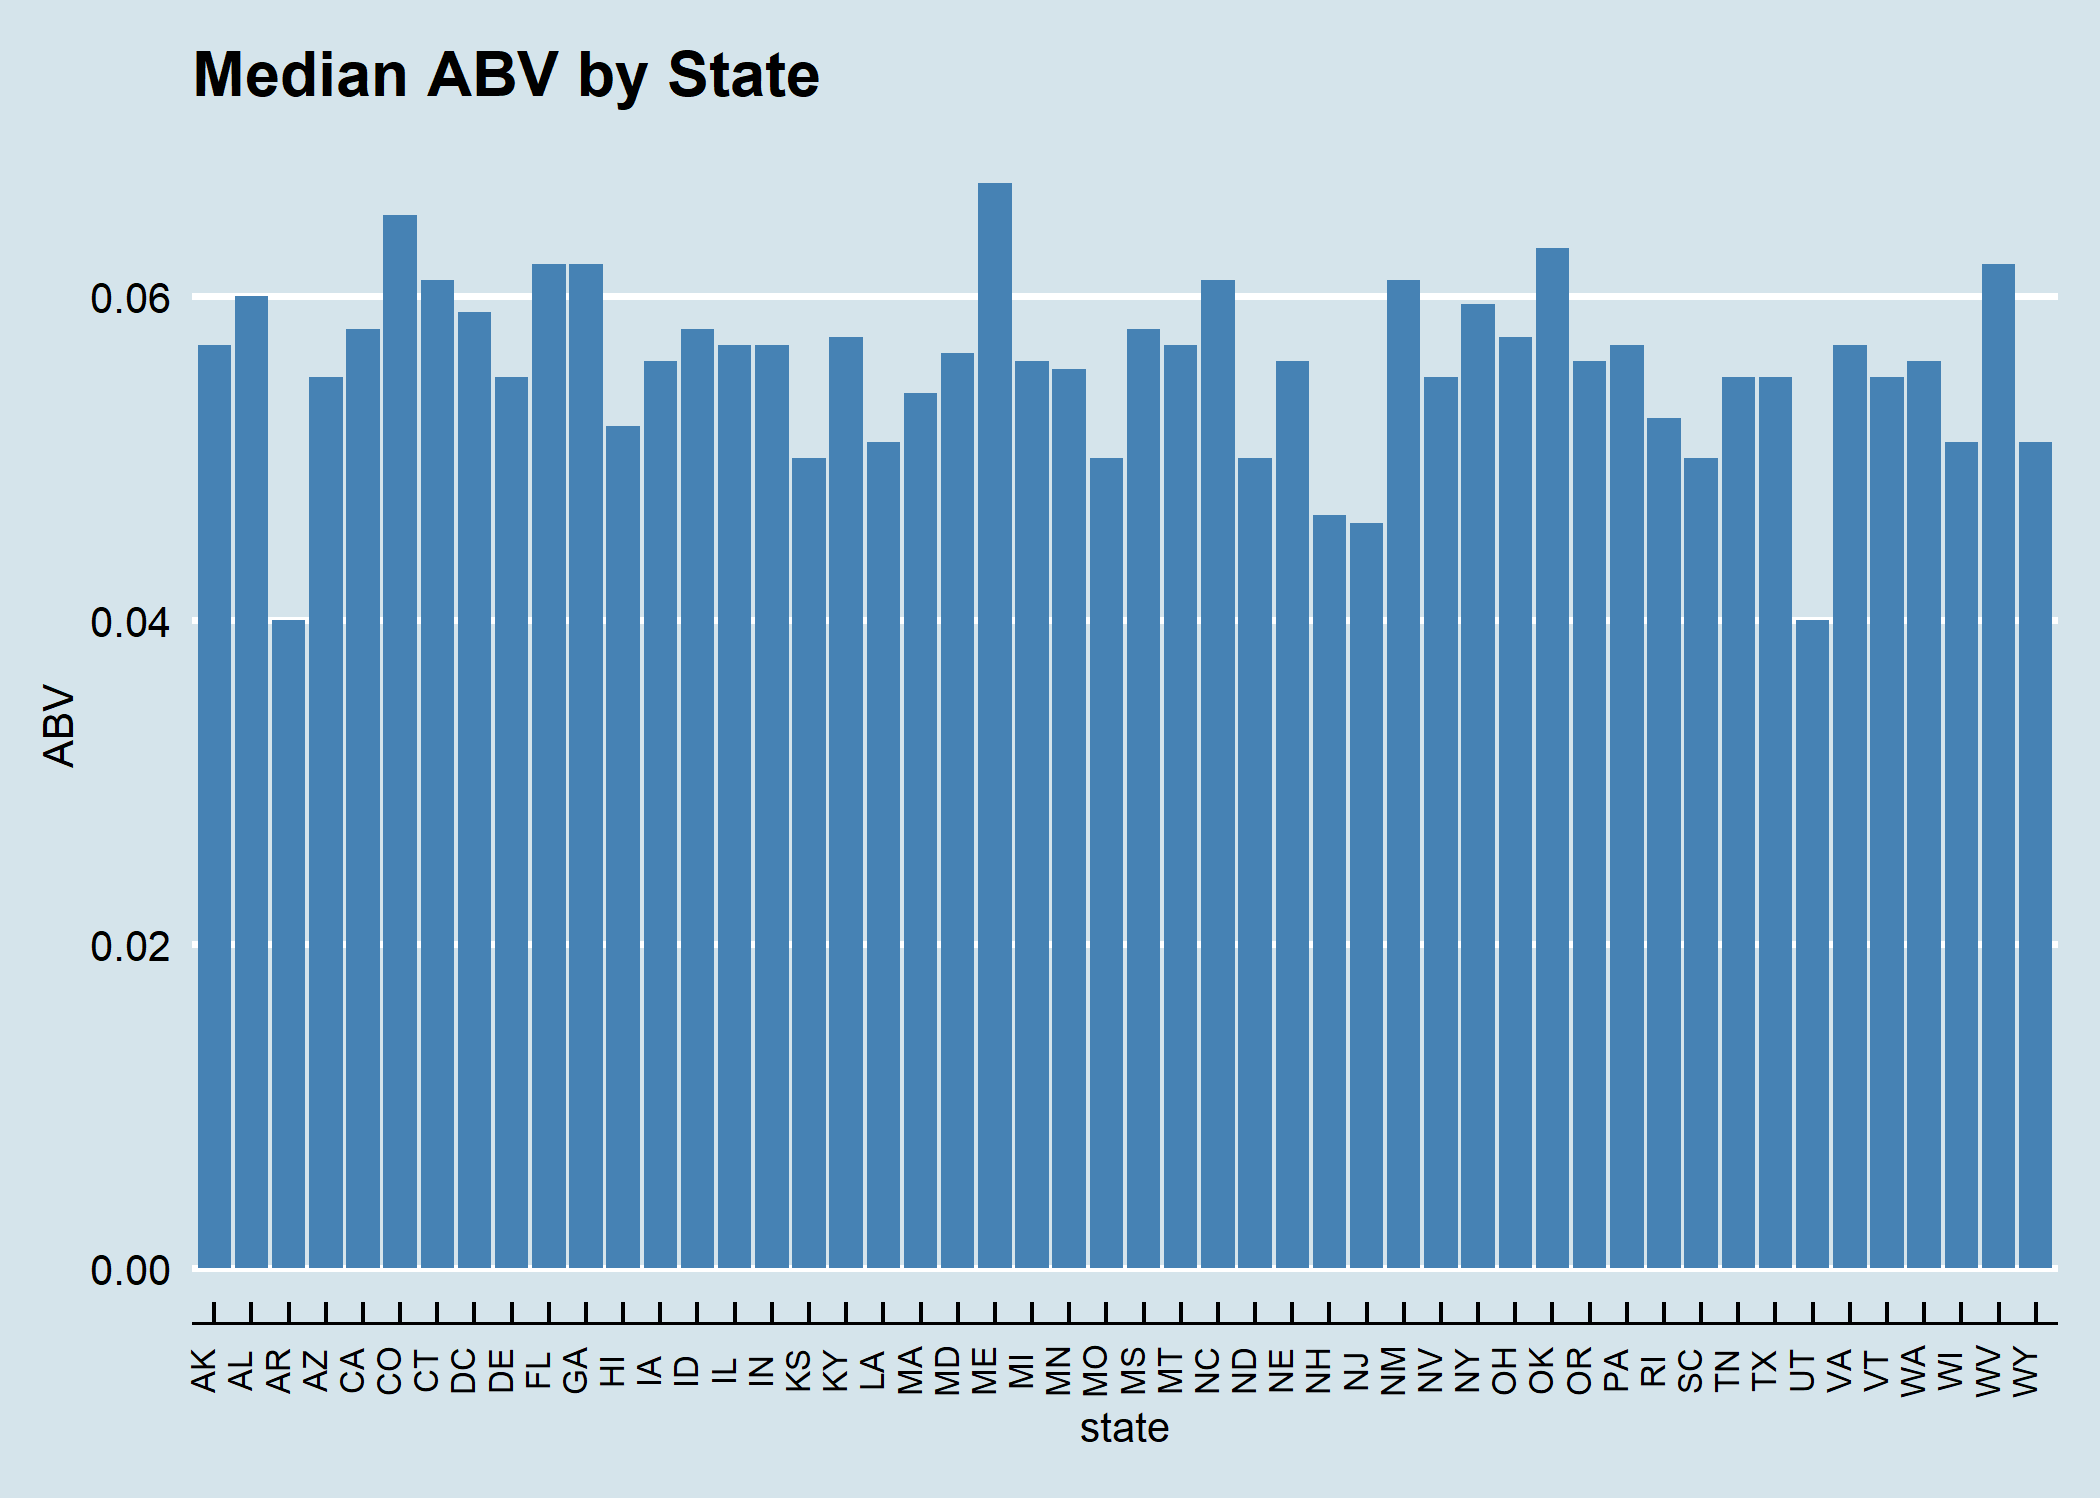 Median ABV by State
0.06
0.04
0.02
0.00
ABV
AK AL AR AZ CA CO CT DC DE FL GA HI IA ID IL IN KS KY LA MA MD ME MI MN MO MS MT NC ND NE NH NJ NM NV NY OH OK OR PA RI SC TN TX UT VA VT WA WI WV WY
state